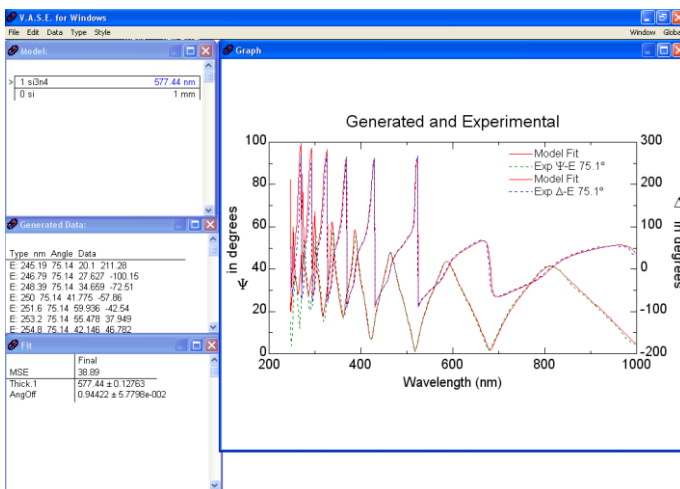 V.A.S.E. for Windows
File Edit Data Type Style Window Global
Model:
> 1 si3n4 577.44 nm
0 si 1 mm
Generated Data:
Type nm Angle Data
E: 245.19 75.14 20.1 211.28
E: 246.79 75.14 27.627 -100.15
E: 248.39 75.14 34.659 -72.51
E: 250 75.14 41.775 -57.86
E: 251.6 75.14 59.936 -42.54
E: 253.2 75.14 55.478 37.949
E: 254.8 75.14 42.146 46.782
Fit
Final
MSE 38.89
Thick.1 577.44 ± 0.12763
AngOff 0.94422 ± 5.7798e-002
Graph
Generated and Experimental
Model Fit
Exp Ψ-E 75.1°
Model Fit
Exp Δ-E 75.1°
Ψ in degrees
100
80
60
40
20
0
Δ in degrees
300
200
100
0
-100
-200
200 400 600 800 1000
Wavelength (nm)